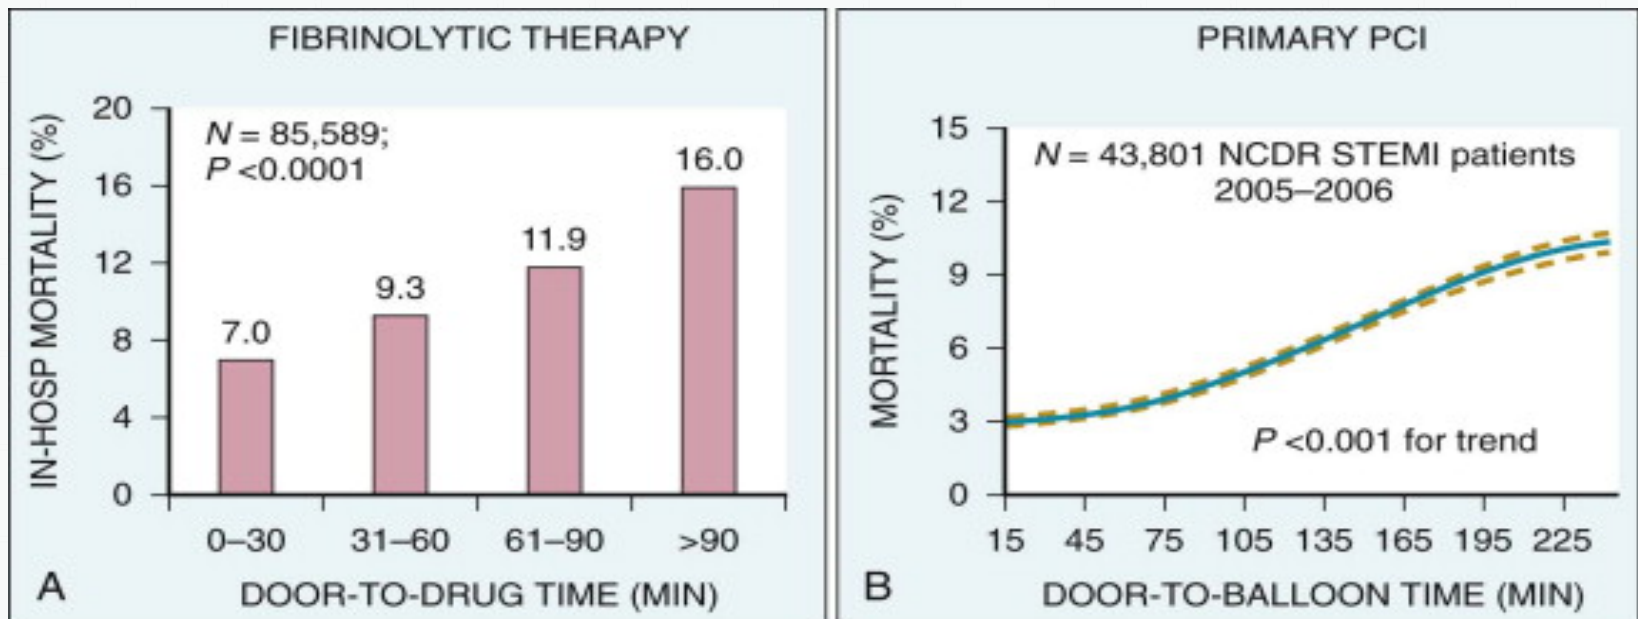 FIBRINOLYTIC THERAPY
IN-HOSP MORTALITY (%)
20
16
12
8
4
0
N = 85,589;
P <0.0001
7.0
9.3
11.9
16.0
0–30 31–60 61–90 >90
A DOOR-TO-DRUG TIME (MIN)
PRIMARY PCI
MORTALITY (%)
15
12
9
6
3
0
N = 43,801 NCDR STEMI patients
2005–2006
P <0.001 for trend
15 45 75 105 135 165 195 225
B DOOR-TO-BALLOON TIME (MIN)